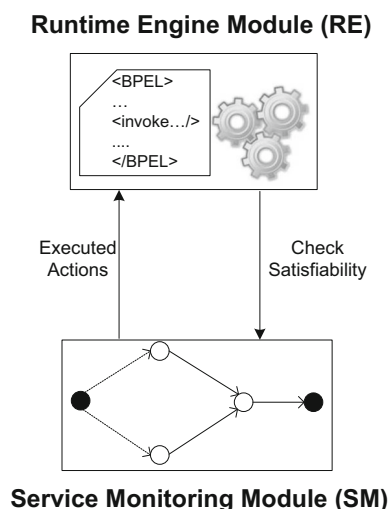 Runtime Engine Module (RE)
<BPEL>
…
<invoke…/>
....
</BPEL>
Executed
Actions
Check
Satisfiability
Service Monitoring Module (SM)